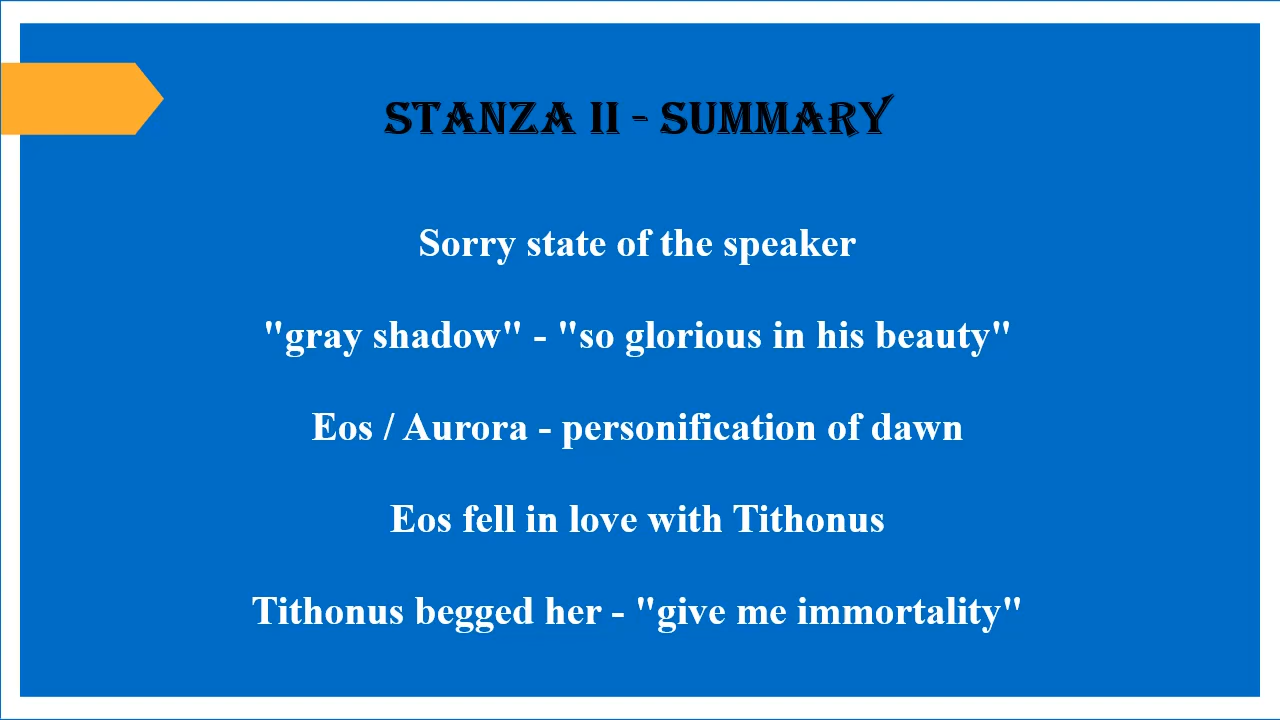 STANZA II - SUMMARY
Sorry state of the speaker
"gray shadow" - "so glorious in his beauty"
Eos / Aurora - personification of dawn
Eos fell in love with Tithonus
Tithonus begged her - "give me immortality"